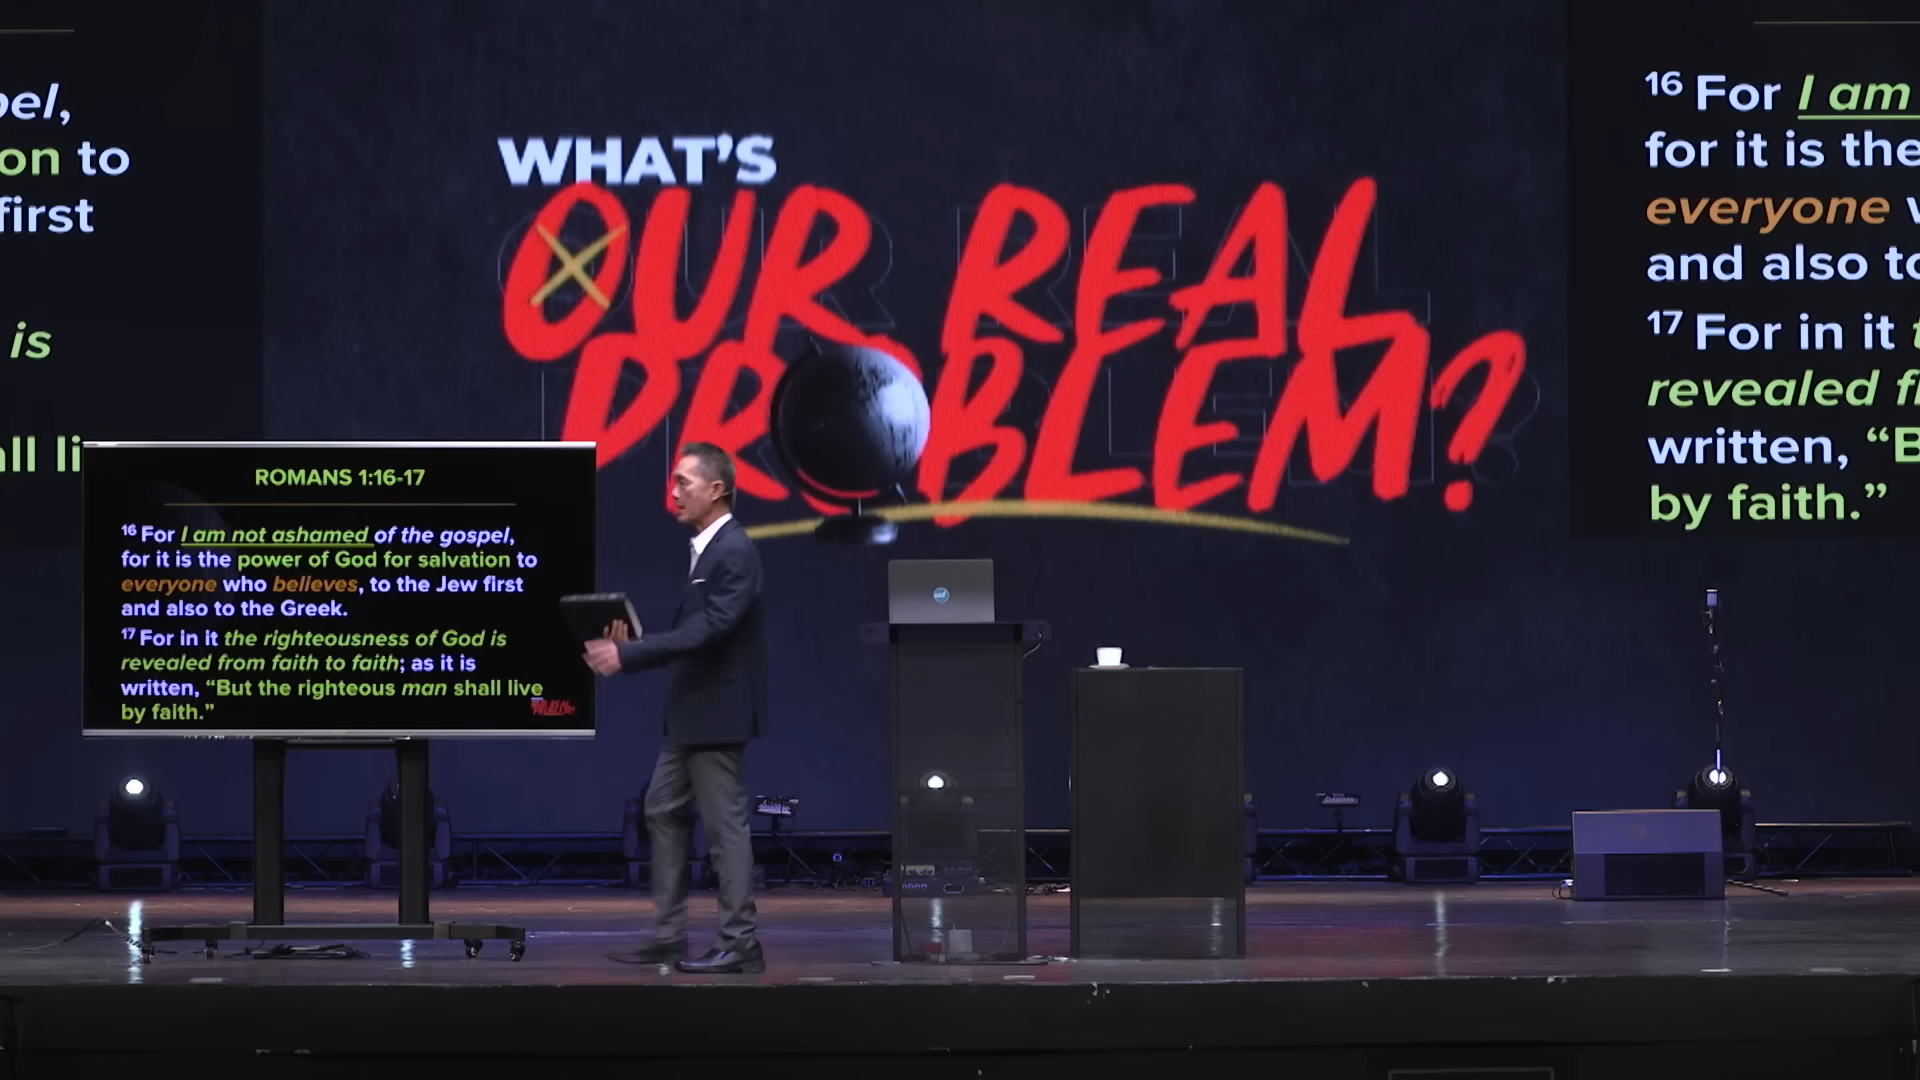 pel,
on to
first
is
all li
WHAT'S
OUR REAL
PROBLEM?
ROMANS 1:16-17
16 For I am not ashamed of the gospel,
for it is the power of God for salvation to
everyone who believes, to the Jew first
and also to the Greek.
17 For in it the righteousness of God is
revealed from faith to faith; as it is
written, “But the righteous man shall live
by faith.”
16 For I am
for it is the
everyone w
and also to
17 For in it t
revealed f
written, “B
by faith.”